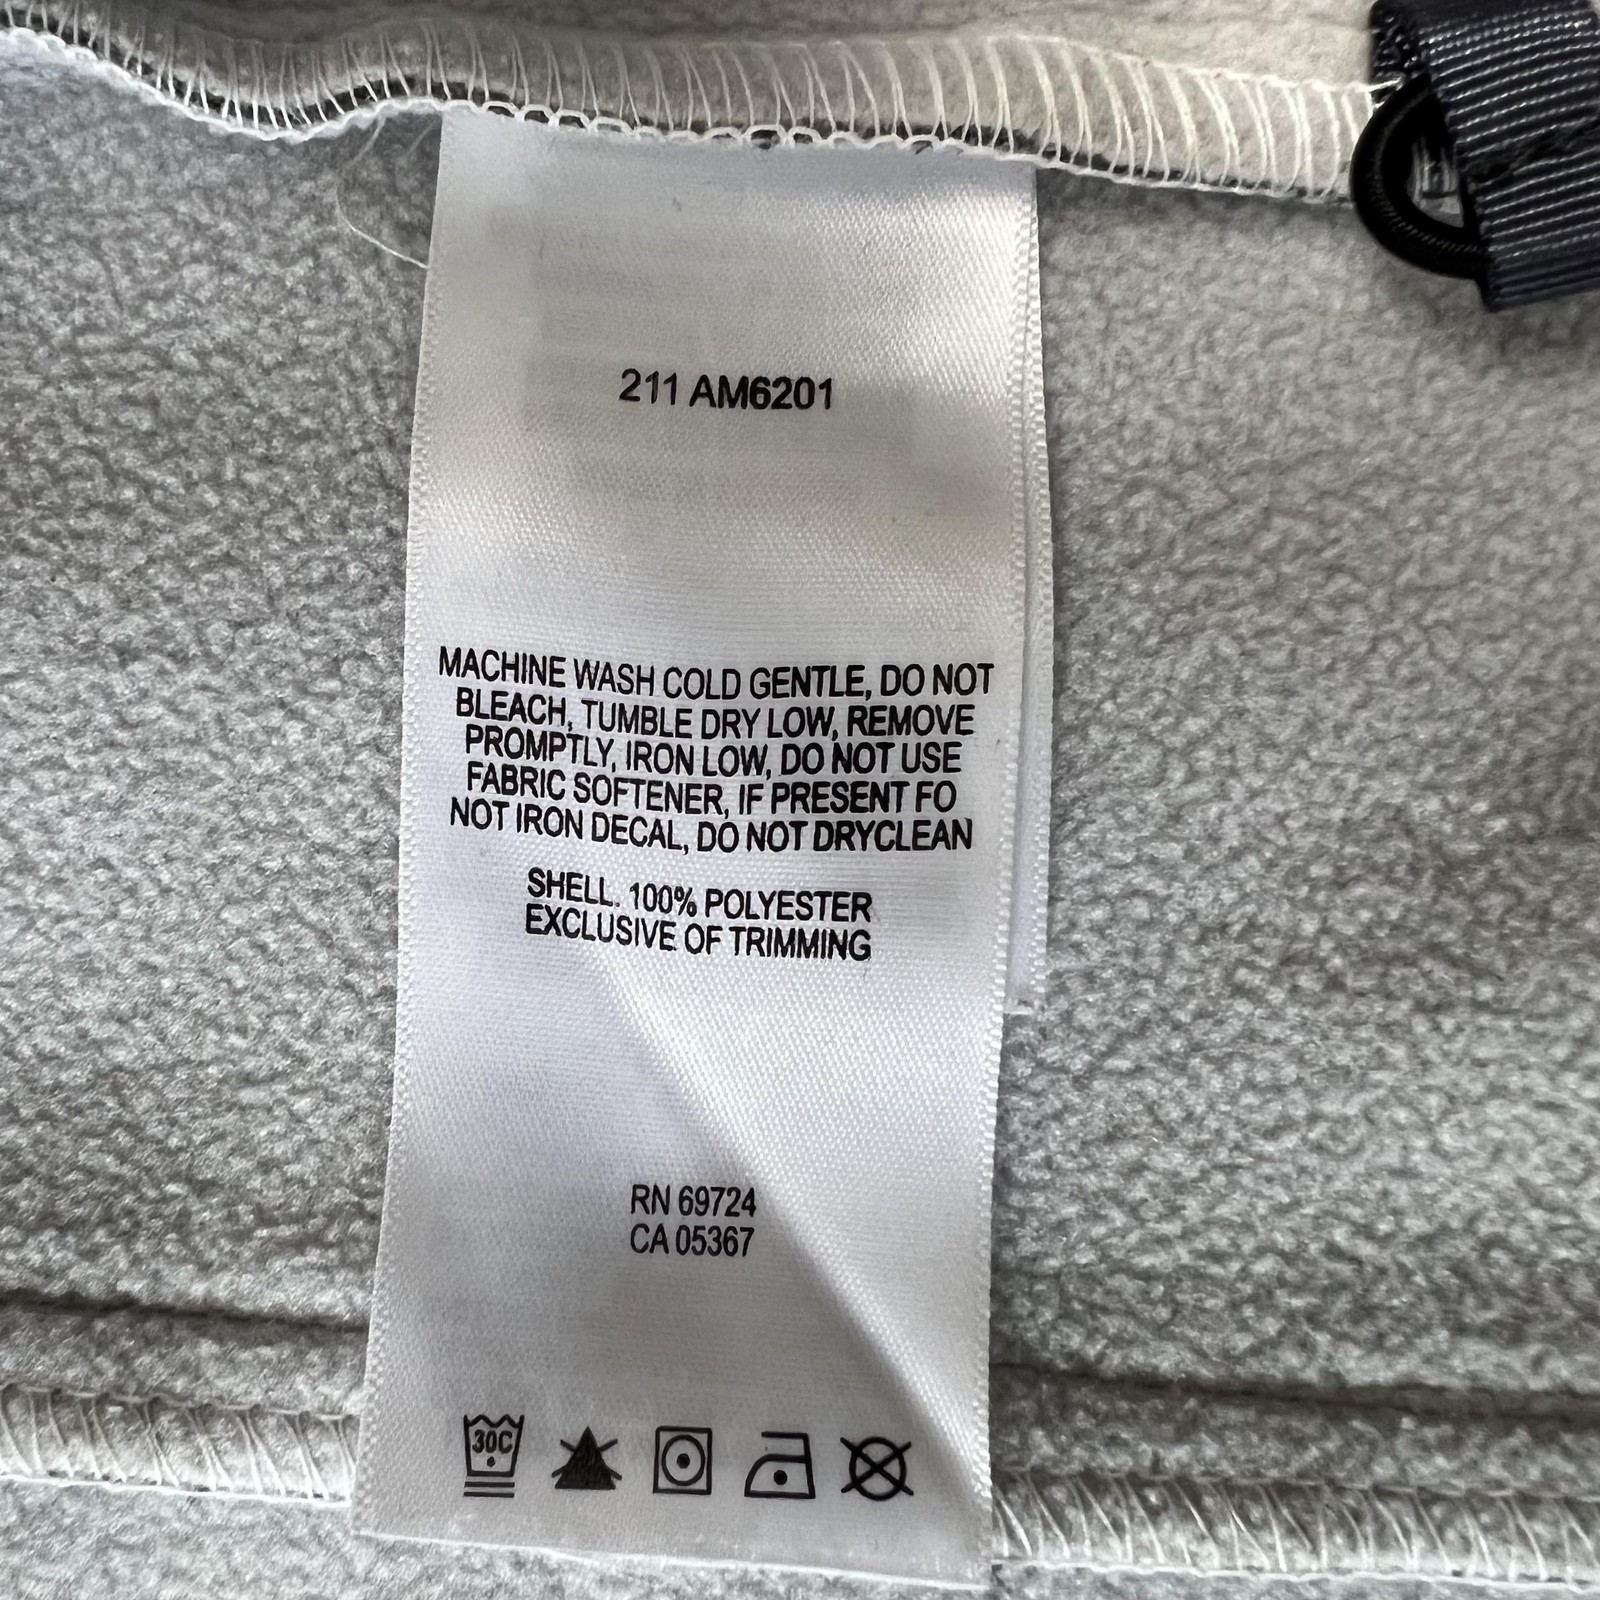 211 AM6201
MACHINE WASH COLD GENTLE, DO NOT
BLEACH, TUMBLE DRY LOW, REMOVE
PROMPTLY, IRON LOW, DO NOT USE
FABRIC SOFTENER, IF PRESENT FO
NOT IRON DECAL, DO NOT DRYCLEAN
SHELL. 100% POLYESTER
EXCLUSIVE OF TRIMMING
RN 69724
CA 05367
30C